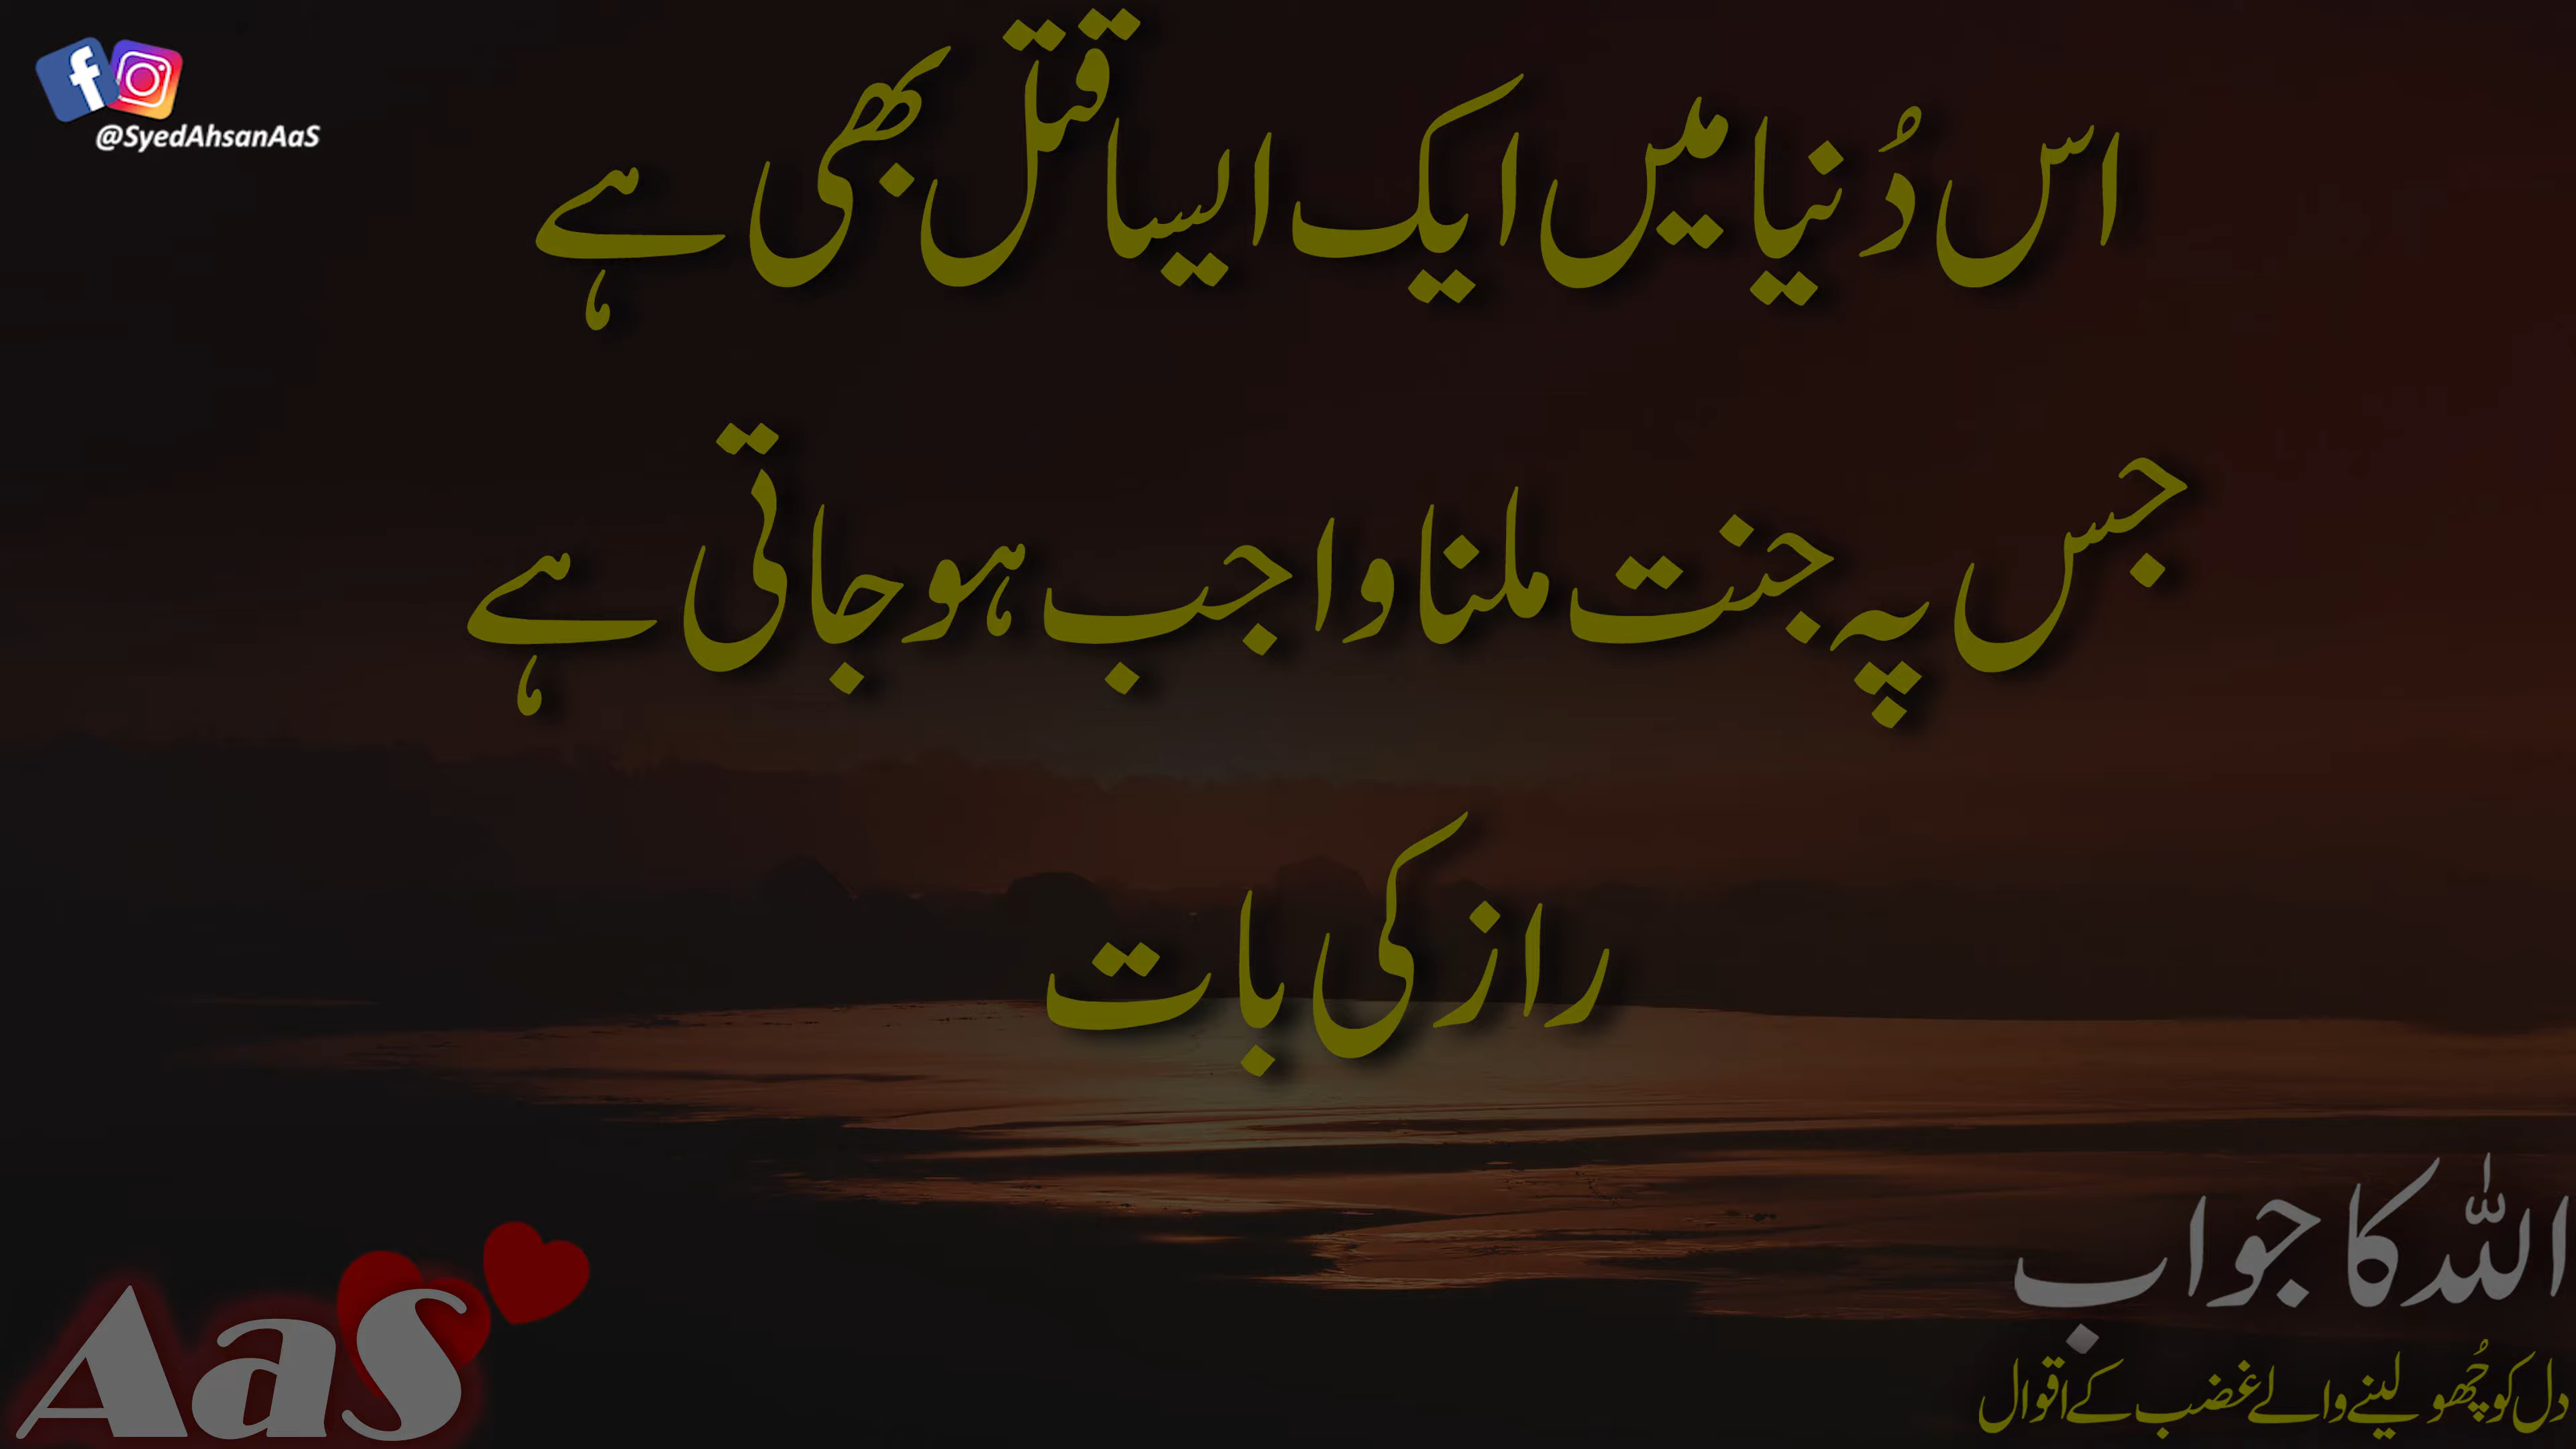 @SyedAhsanAaS
اس دُنیا میں ایک ایسا قتل بھی ہے
جس پہ جنت ملنا واجب ہو جاتی ہے
راز کی بات
AaS
اللہ کا جواب
دل کو چُھو لینے والے غضب کے اقوال